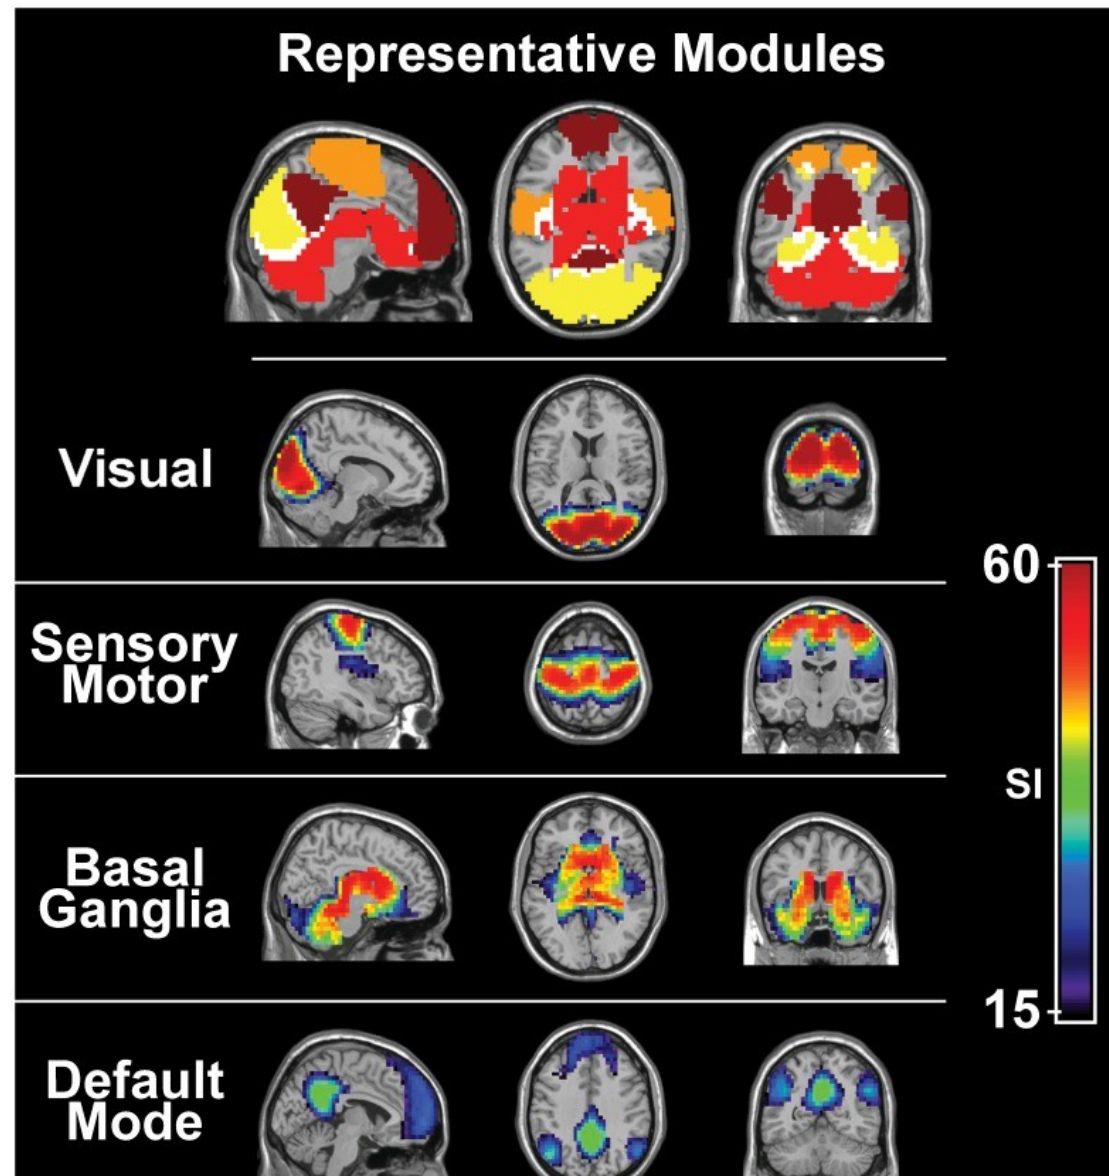 Representative Modules
Visual
60
Sensory
Motor
SI
Basal
Ganglia
15
Default
Mode